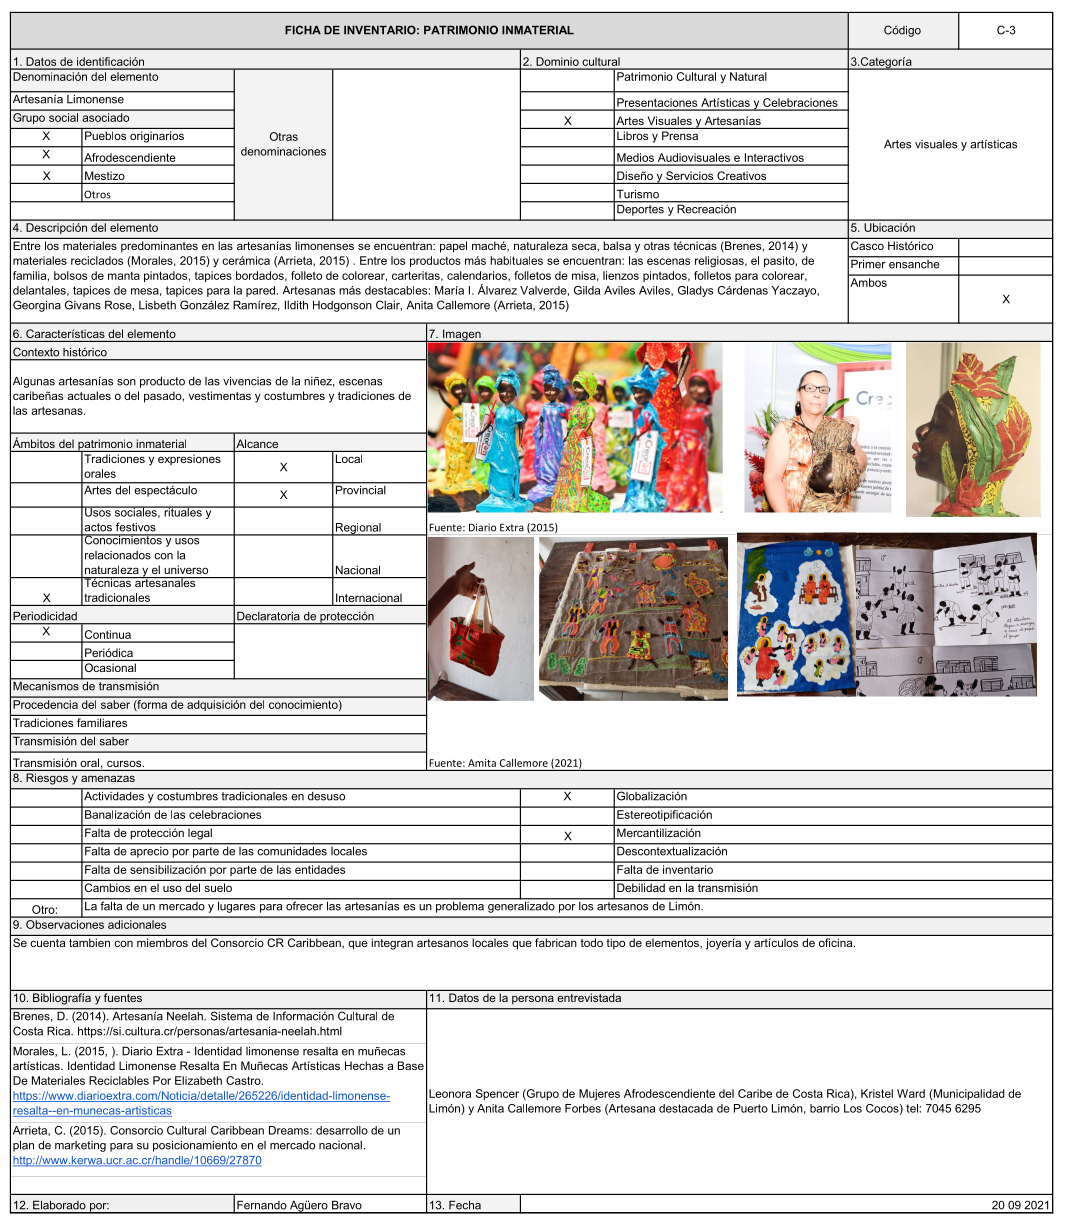 FICHA DE INVENTARIO: PATRIMONIO INMATERIAL
Código
C-3
1. Datos de identificación
2. Dominio cultural
3.Categoría
Denominación del elemento
Artesanía Limonense
Grupo social asociado
X Pueblos originarios
X Afrodescendiente
X Mestizo
Otros
Otras
denominaciones
Patrimonio Cultural y Natural
Presentaciones Artísticas y Celebraciones
X Artes Visuales y Artesanías
Libros y Prensa
Medios Audiovisuales e Interactivos
Diseño y Servicios Creativos
Turismo
Deportes y Recreación
Artes visuales y artísticas
4. Descripción del elemento
Entre los materiales predominantes en las artesanías limonenses se encuentran: papel maché, naturaleza seca, balsa y otras técnicas (Brenes, 2014) y
materiales reciclados (Morales, 2015) y cerámica (Arrieta, 2015) . Entre los productos más habituales se encuentran: las escenas religiosas, el pasito, de
familia, bolsos de manta pintados, tapices bordados, folleto de colorear, carteritas, calendarios, folletos de misa, lienzos pintados, folletos para colorear,
delantales, tapices de mesa, tapices para la pared. Artesanas más destacables: María I. Álvarez Valverde, Gilda Aviles Aviles, Gladys Cárdenas Yaczayo,
Georgina Givans Rose, Lisbeth González Ramírez, Ildith Hodgonson Clair, Anita Callemore (Arrieta, 2015)
5. Ubicación
Casco Histórico
Primer ensanche
Ambos
X
6. Características del elemento
Contexto histórico
Algunas artesanías son producto de las vivencias de la niñez, escenas
caribeñas actuales o del pasado, vestimentas y costumbres y tradiciones de
las artesanas.
Ámbitos del patrimonio inmaterial
Alcance
Tradiciones y expresiones
orales
X Local
Artes del espectáculo
X Provincial
Usos sociales, rituales y
actos festivos
Regional
Conocimientos y usos
relacionados con la
naturaleza y el universo
Nacional
Técnicas artesanales
X tradicionales
Internacional
Periodicidad
Declaratoria de protección
X Continua
Periódica
Ocasional
Mecanismos de transmisión
Procedencia del saber (forma de adquisición del conocimiento)
Tradiciones familiares
Transmisión del saber
Transmisión oral, cursos.
7. Imagen
Fuente: Diario Extra (2015)
Fuente: Amita Callemore (2021)
8. Riesgos y amenazas
Actividades y costumbres tradicionales en desuso
X Globalización
Banalización de las celebraciones
Estereotipificación
Falta de protección legal
X Mercantilización
Falta de aprecio por parte de las comunidades locales
Descontextualización
Falta de sensibilización por parte de las entidades
Falta de inventario
Cambios en el uso del suelo
Debilidad en la transmisión
Otro: La falta de un mercado y lugares para ofrecer las artesanías es un problema generalizado por los artesanos de Limón.
9. Observaciones adicionales
Se cuenta tambien con miembros del Consorcio CR Caribbean, que integran artesanos locales que fabrican todo tipo de elementos, joyería y artículos de oficina.
10. Bibliografía y fuentes
Brenes, D. (2014). Artesanía Neelah. Sistema de Información Cultural de
Costa Rica. https://si.cultura.cr/personas/artesania-neelah.html
Morales, L. (2015, ). Diario Extra - Identidad limonense resalta en muñecas
artísticas. Identidad Limonense Resalta En Muñecas Artísticas Hechas a Base
De Materiales Reciclables Por Elizabeth Castro.
https://www.diarioextra.com/Noticia/detalle/265226/identidad-limonense-
resalta--en-munecas-artisticas
Arrieta, C. (2015). Consorcio Cultural Caribbean Dreams: desarrollo de un
plan de marketing para su posicionamiento en el mercado nacional.
http://www.kerwa.ucr.ac.cr/handle/10669/27870
11. Datos de la persona entrevistada
Leonora Spencer (Grupo de Mujeres Afrodescendiente del Caribe de Costa Rica), Kristel Ward (Municipalidad de
Limón) y Anita Callemore Forbes (Artesana destacada de Puerto Limón, barrio Los Cocos) tel: 7045 6295
12. Elaborado por:
Fernando Agüero Bravo
13. Fecha
20 09 2021